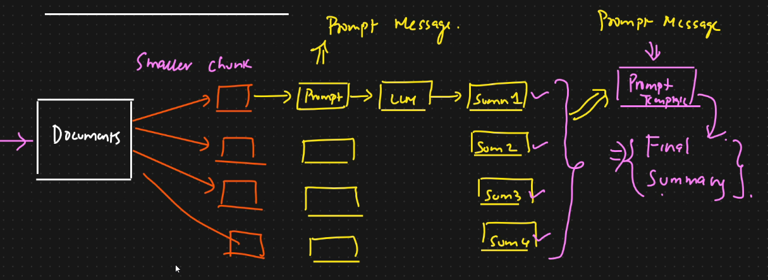 Prompt Message.
Prompt Message
Smaller chunk
Documents
Prompt
LLM
Summ 1
Prompt
Template
Sum 2
Sum 3
Sum 4
Final
Summary